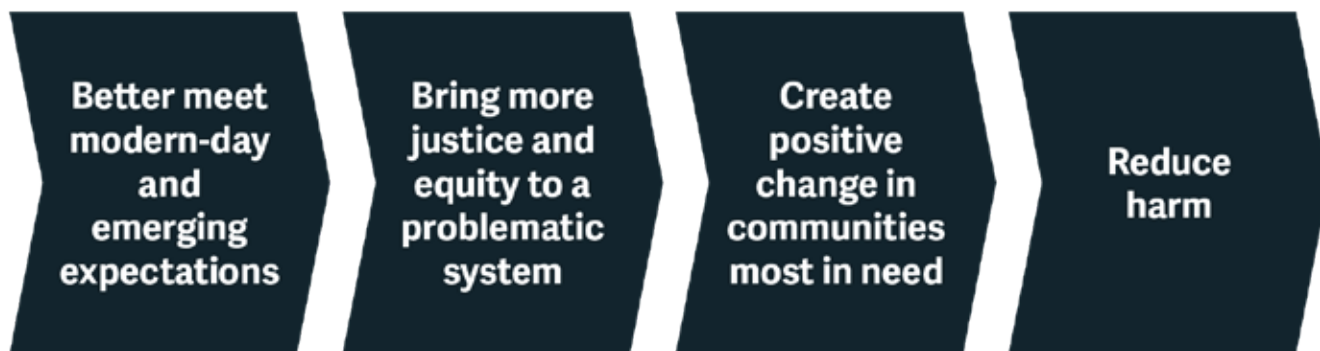 Better meet
modern-day
and
emerging
expectations
Bring more
justice and
equity to a
problematic
system
Create
positive
change in
communities
most in need
Reduce
harm